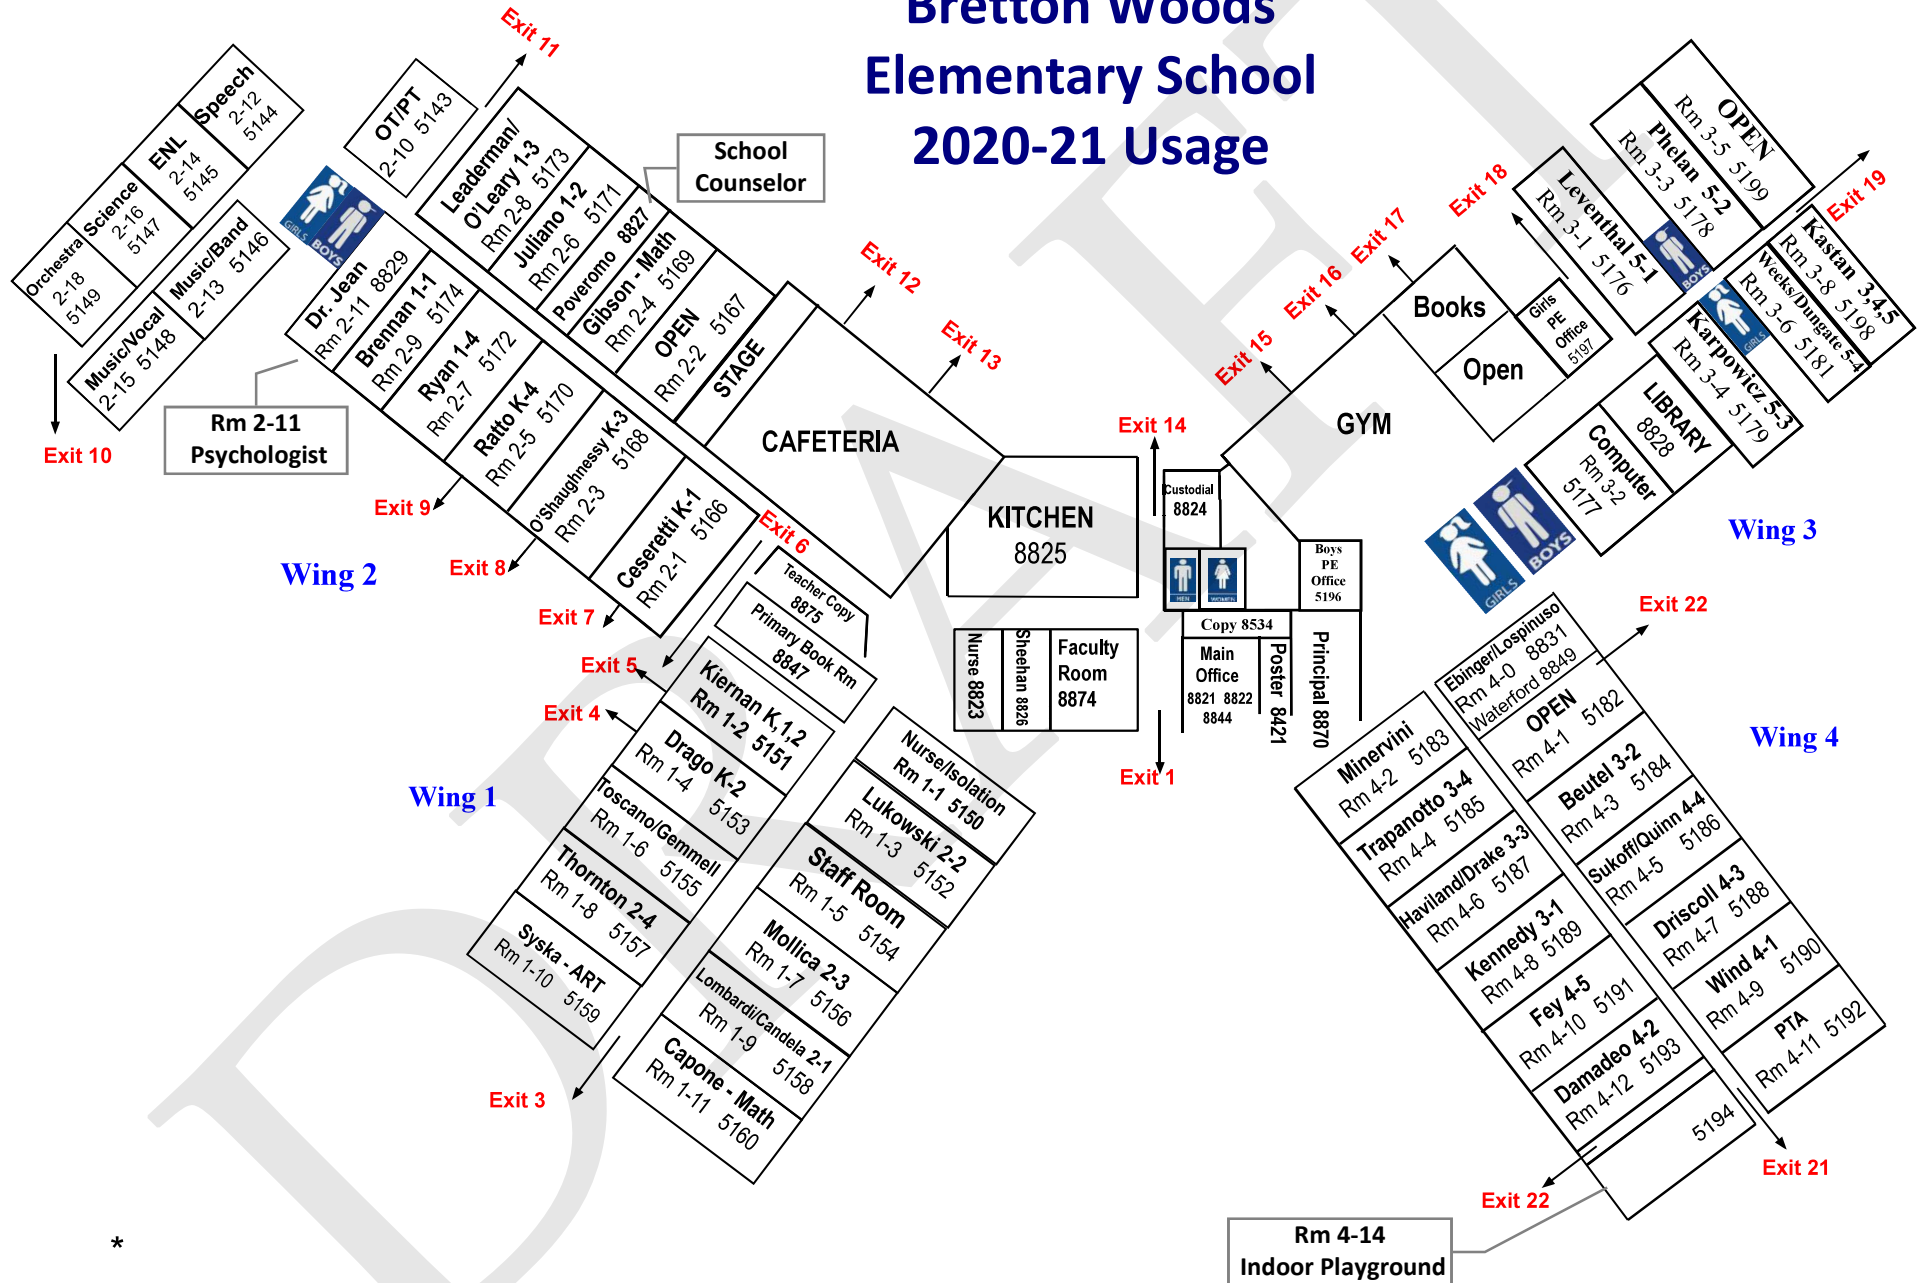 Bretton Woods
Elementary School
2020-21 Usage
DRAFT
Exit 11
Speech
2-12
5144
ENL
2-14
5145
Science
2-16
5147
Orchestra
2-18
5149
Music/Band
2-13 5146
Music/Vocal
2-15 5148
Exit 10
OT/PT
2-10 5143
GIRLS
BOYS
Leaderman/
O'Leary 1-3
Rm 2-8 5173
Juliano 1-2
Rm 2-6 5171
Poveromo 8827
School
Counselor
Gibson - Math
Rm 2-4 5169
OPEN
Rm 2-2 5167
STAGE
CAFETERIA
Exit 12
Exit 13
KITCHEN
8825
Dr. Jean
Rm 2-11 8829
Rm 2-11
Psychologist
Brennan 1-1
Rm 2-9 5174
Ryan 1-4
Rm 2-7 5172
Ratto K-4
Rm 2-5 5170
O'Shaughnessy K-3
Rm 2-3 5168
Ceseretti K-1
Rm 2-1 5166
Exit 9
Exit 8
Exit 7
Exit 6
Wing 2
Teacher Copy
8875
Primary Book Rm
8847
Exit 5
Exit 4
Kiernan K,1,2
Rm 1-2 5151
Drago K-2
Rm 1-4 5153
Toscano/Gemmell
Rm 1-6 5155
Thornton 2-4
Rm 1-8 5157
Syska - ART
Rm 1-10 5159
Wing 1
Nurse/Isolation
Rm 1-1 5150
Lukowski 2-2
Rm 1-3 5152
Staff Room
Rm 1-5 5154
Mollica 2-3
Rm 1-7 5156
Lombardi/Candela 2-1
Rm 1-9 5158
Capone - Math
Rm 1-11 5160
Exit 3
Nurse 8823
Sheehan 8826
Faculty
Room
8874
Exit 14
Custodial
8824
MEN
WOMEN
Copy 8534
Main
Office
8821 8822
8844
Poster 8421
Principal 8870
Boys
PE
Office
5196
Exit 1
GYM
Exit 15
Exit 16
Exit 17
Exit 18
Books
Open
Girls
PE
Office
5197
Leventhal 5-1
Rm 3-1 5176
Phelan 5-2
Rm 3-3 5178
OPEN
Rm 3-5 5199
Exit 19
BOYS
GIRLS
Kastan 3,4,5
Rm 3-8 5198
Weeks/Dungate 5-4
Rm 3-6 5181
Karpowicz 5-3
Rm 3-4 5179
LIBRARY
8828
Computer
Rm 3-2
5177
GIRLS
BOYS
Wing 3
Exit 22
Ebinger/Lospinuso
Rm 4-0 8831
Waterford 8849
OPEN
Rm 4-1 5182
Beutel 3-2
Rm 4-3 5184
Sukoff/Quinn 4-4
Rm 4-5 5186
Driscoll 4-3
Rm 4-7 5188
Wind 4-1
Rm 4-9 5190
PTA
Rm 4-11 5192
Wing 4
Minervini
Rm 4-2 5183
Trapanotto 3-4
Rm 4-4 5185
Haviland/Drake 3-3
Rm 4-6 5187
Kennedy 3-1
Rm 4-8 5189
Fey 4-5
Rm 4-10 5191
Damadeo 4-2
Rm 4-12 5193
5194
Exit 21
Exit 22
Rm 4-14
Indoor Playground
*